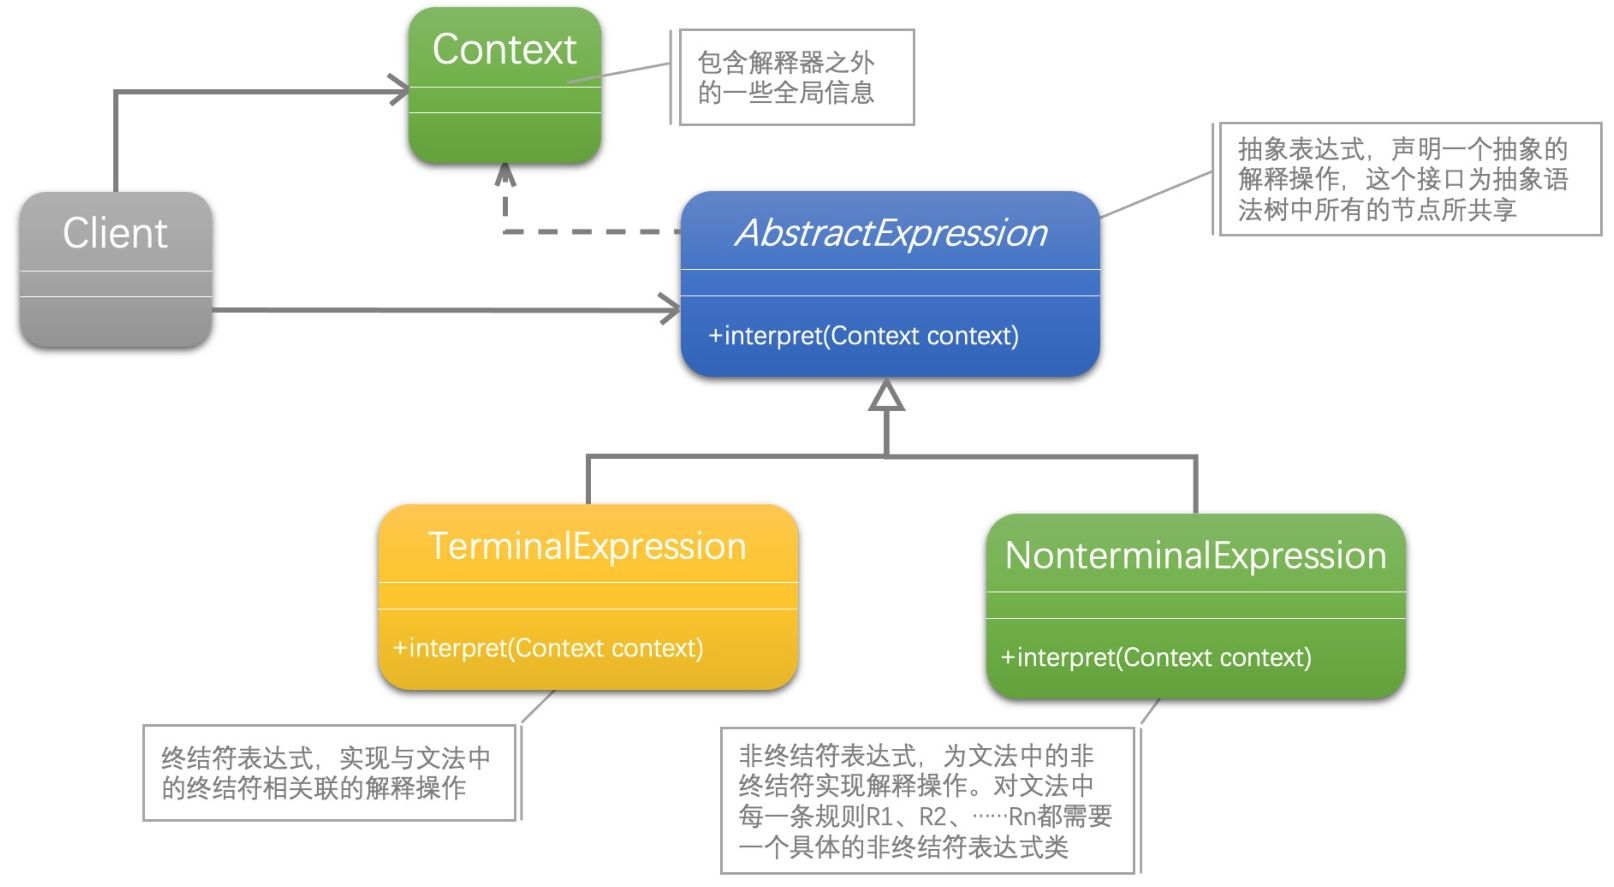 Context
包含解释器之外
的一些全局信息
抽象表达式，声明一个抽象的
解释操作，这个接口为抽象语
法树中所有的节点所共享
Client
AbstractExpression
+interpret(Context context)
TerminalExpression
+interpret(Context context)
NonterminalExpression
+interpret(Context context)
终结符表达式，实现与文法中
的终结符相关联的解释操作
非终结符表达式，为文法中的非
终结符实现解释操作。对文法中
每一条规则R1、R2、……Rn都需要
一个具体的非终结符表达式类